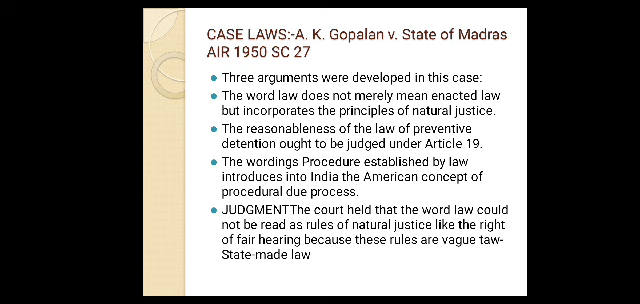 CASE LAWS:-A. K. Gopalan v. State of Madras
AIR 1950 SC 27
Three arguments were developed in this case:
The word law does not merely mean enacted law
but incorporates the principles of natural justice.
The reasonableness of the law of preventive
detention ought to be judged under Article 19.
The wordings Procedure established by law
introduces into India the American concept of
procedural due process.
JUDGMENTThe court held that the word law could
not be read as rules of natural justice like the right
of fair hearing because these rules are vague taw-
State-made law